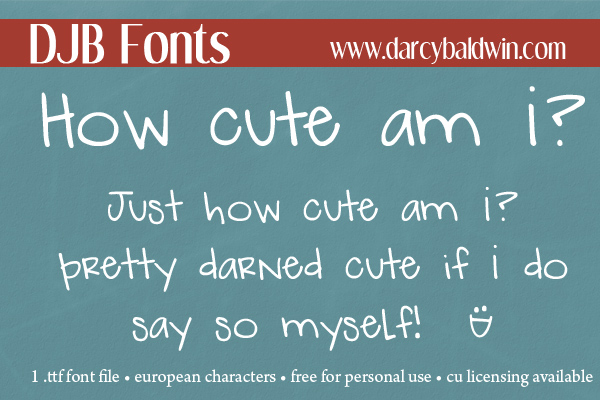 DJB Fonts www.darcybaldwin.com
How cute am i?
Just how cute am i?
pretty darned cute if i do
say so myself! :D
1 .ttf font file • european characters • free for personal use • cu licensing available